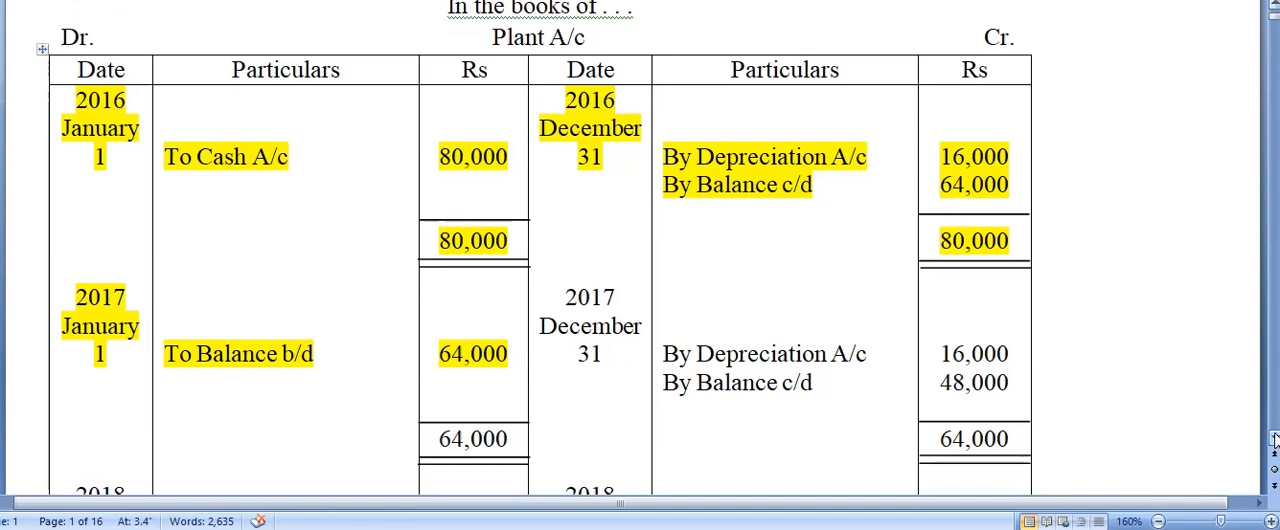 In the books of . . .
Dr. Plant A/c Cr.
Date Particulars Rs Date Particulars Rs
2016 2016
January December
1 To Cash A/c 80,000 31 By Depreciation A/c 16,000
By Balance c/d 64,000
80,000 80,000
2017 2017
January December
1 To Balance b/d 64,000 31 By Depreciation A/c 16,000
By Balance c/d 48,000
64,000 64,000
2018 2018
e: 1 Page: 1 of 16 At: 3.4" Words: 2,635 160%